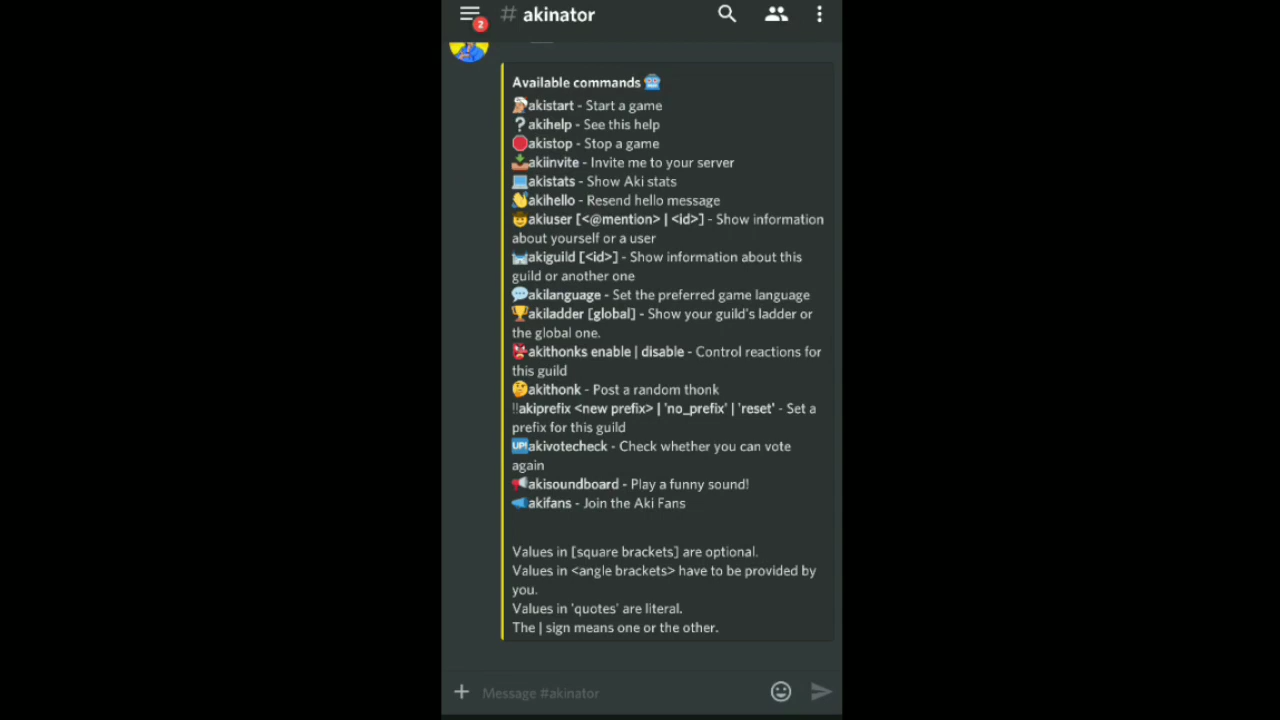 2
# akinator
Available commands
akistart - Start a game
?akihelp - See this help
akistop - Stop a game
akiinvite - Invite me to your server
akistats - Show Aki stats
akihello - Resend hello message
akiuser [<@mention> | <id>] - Show information
about yourself or a user
akiguild [<id>] - Show information about this
guild or another one
akilanguage - Set the preferred game language
akiladder [global] - Show your guild's ladder or
the global one.
akithonks enable | disable - Control reactions for
this guild
akithonk - Post a random thonk
!!akiprefix <new prefix> | 'no_prefix' | 'reset' - Set a
prefix for this guild
UP!akivotecheck - Check whether you can vote
again
akisoundboard - Play a funny sound!
akifans - Join the Aki Fans
Values in [square brackets] are optional.
Values in <angle brackets> have to be provided by
you.
Values in 'quotes' are literal.
The | sign means one or the other.
Message #akinator